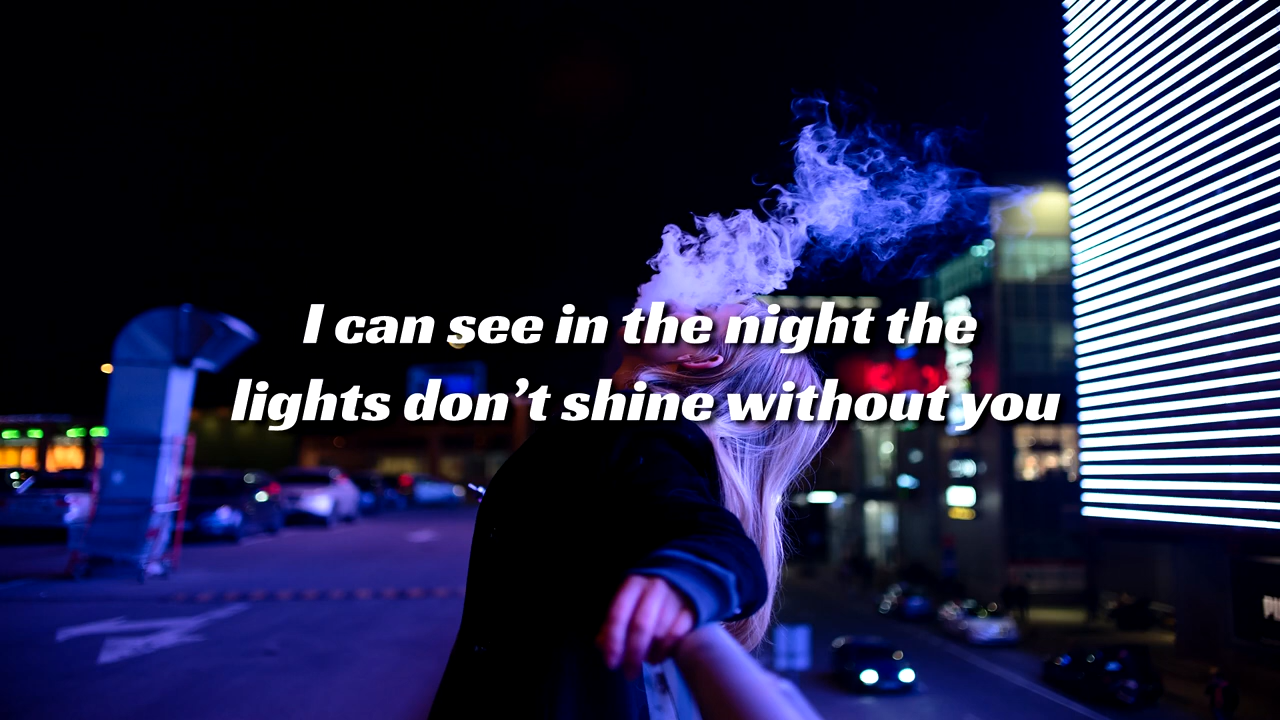 I can see in the night the
lights don’t shine without you